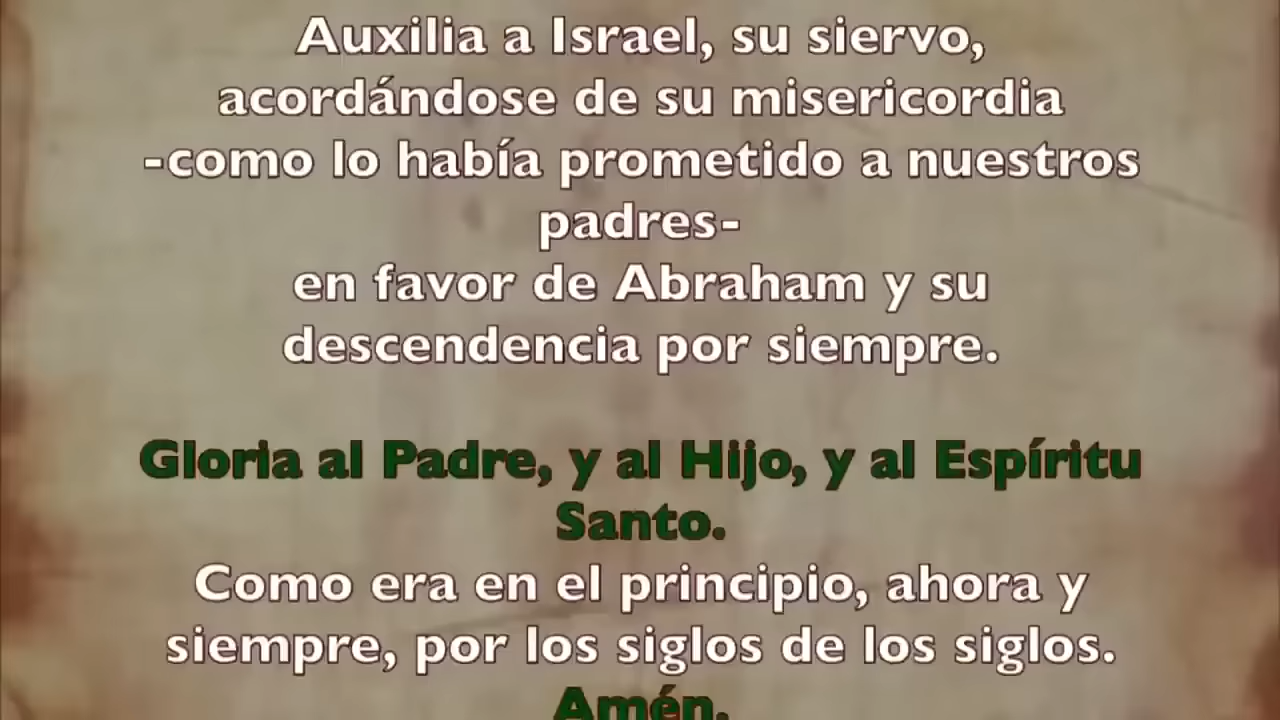 Auxilia a Israel, su siervo,
acordándose de su misericordia
-como lo había prometido a nuestros
padres-
en favor de Abraham y su
descendencia por siempre.
Gloria al Padre, y al Hijo, y al Espíritu
Santo.
Como era en el principio, ahora y
siempre, por los siglos de los siglos.
Amén.